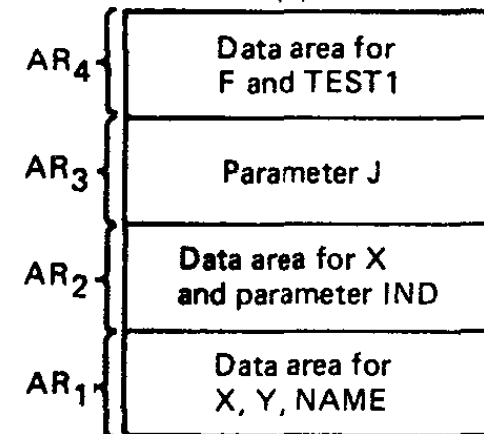 AR4
Data area for
F and TEST1
AR3
Parameter J
AR2
Data area for X
and parameter IND
AR1
Data area for
X, Y, NAME